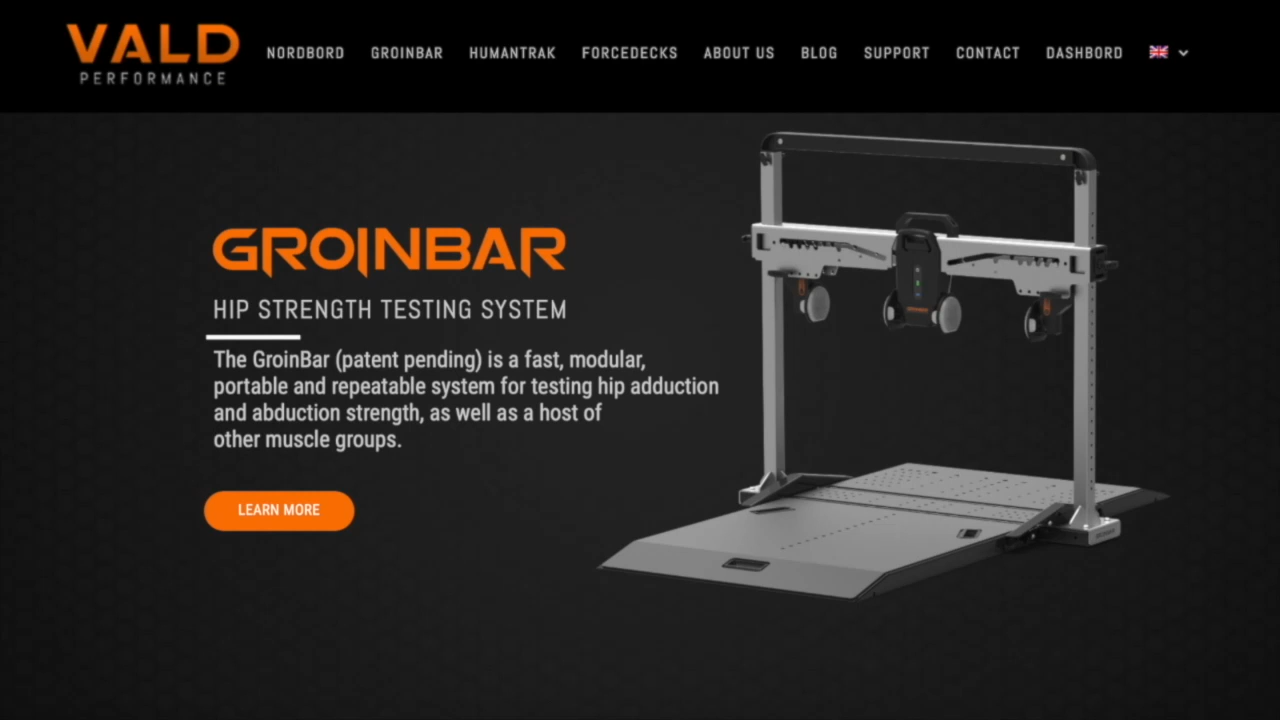 VALD
PERFORMANCE
NORDBORD GROINBAR HUMANTRAK FORCEDECKS ABOUT US BLOG SUPPORT CONTACT DASHBORD
GROINBAR
HIP STRENGTH TESTING SYSTEM
The GroinBar (patent pending) is a fast, modular,
portable and repeatable system for testing hip adduction
and abduction strength, as well as a host of
other muscle groups.
LEARN MORE